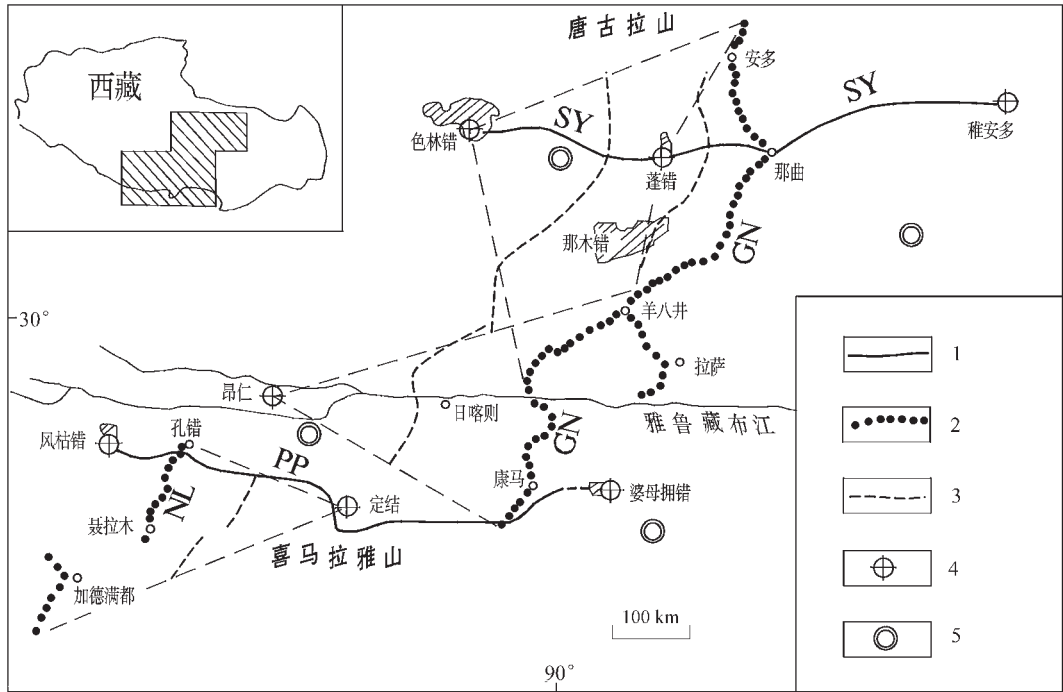 西藏
唐古拉山
安多
SY
SY
色林错
蓬错
那曲
稚安多
那木错
GN
30°
羊八井
拉萨
昂仁
日喀则
雅鲁藏布江
风枯错
孔错
PP
GN
康马
NL
定结
婆母拥错
聂拉木
喜马拉雅山
加德满都
100 km
90°
1
2
3
4
5